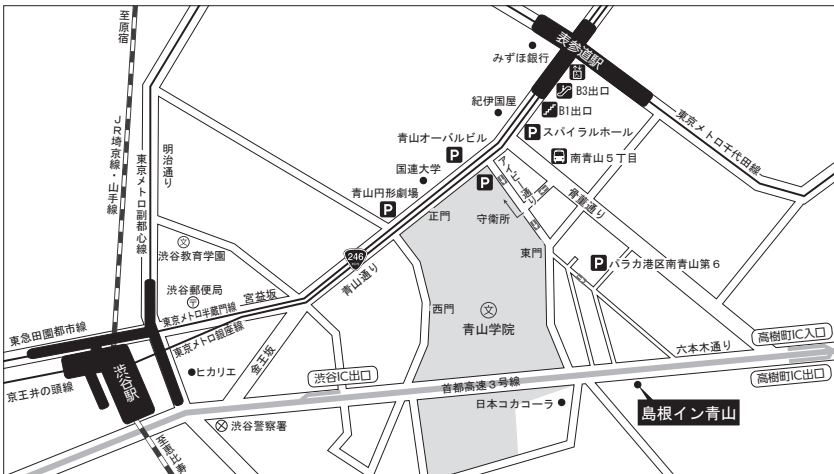 至原宿
JR埼京線・山手線
東京メトロ副都心線
明治通り
みずほ銀行
表参道駅
B3出口
紀伊国屋
B1出口
P
スパイラルホール
青山オーバルビル
P
南青山5丁目
国連大学
アイビー通り
骨董通り
東京メトロ千代田線
青山円形劇場
P
P
正門
守衛所
246
青山通り
東門
P
パラカ港区南青山第6
文
渋谷教育学園
渋谷郵便局
〒
宮益坂
西門
文
青山学院
東急田園都市線
東京メトロ半蔵門線
東京メトロ銀座線
金王坂
六本木通り
高樹町IC入口
京王井の頭線
渋谷駅
ヒカリエ
渋谷IC出口
首都高速3号線
高樹町IC出口
日本コカコーラ
島根イン青山
渋谷警察署